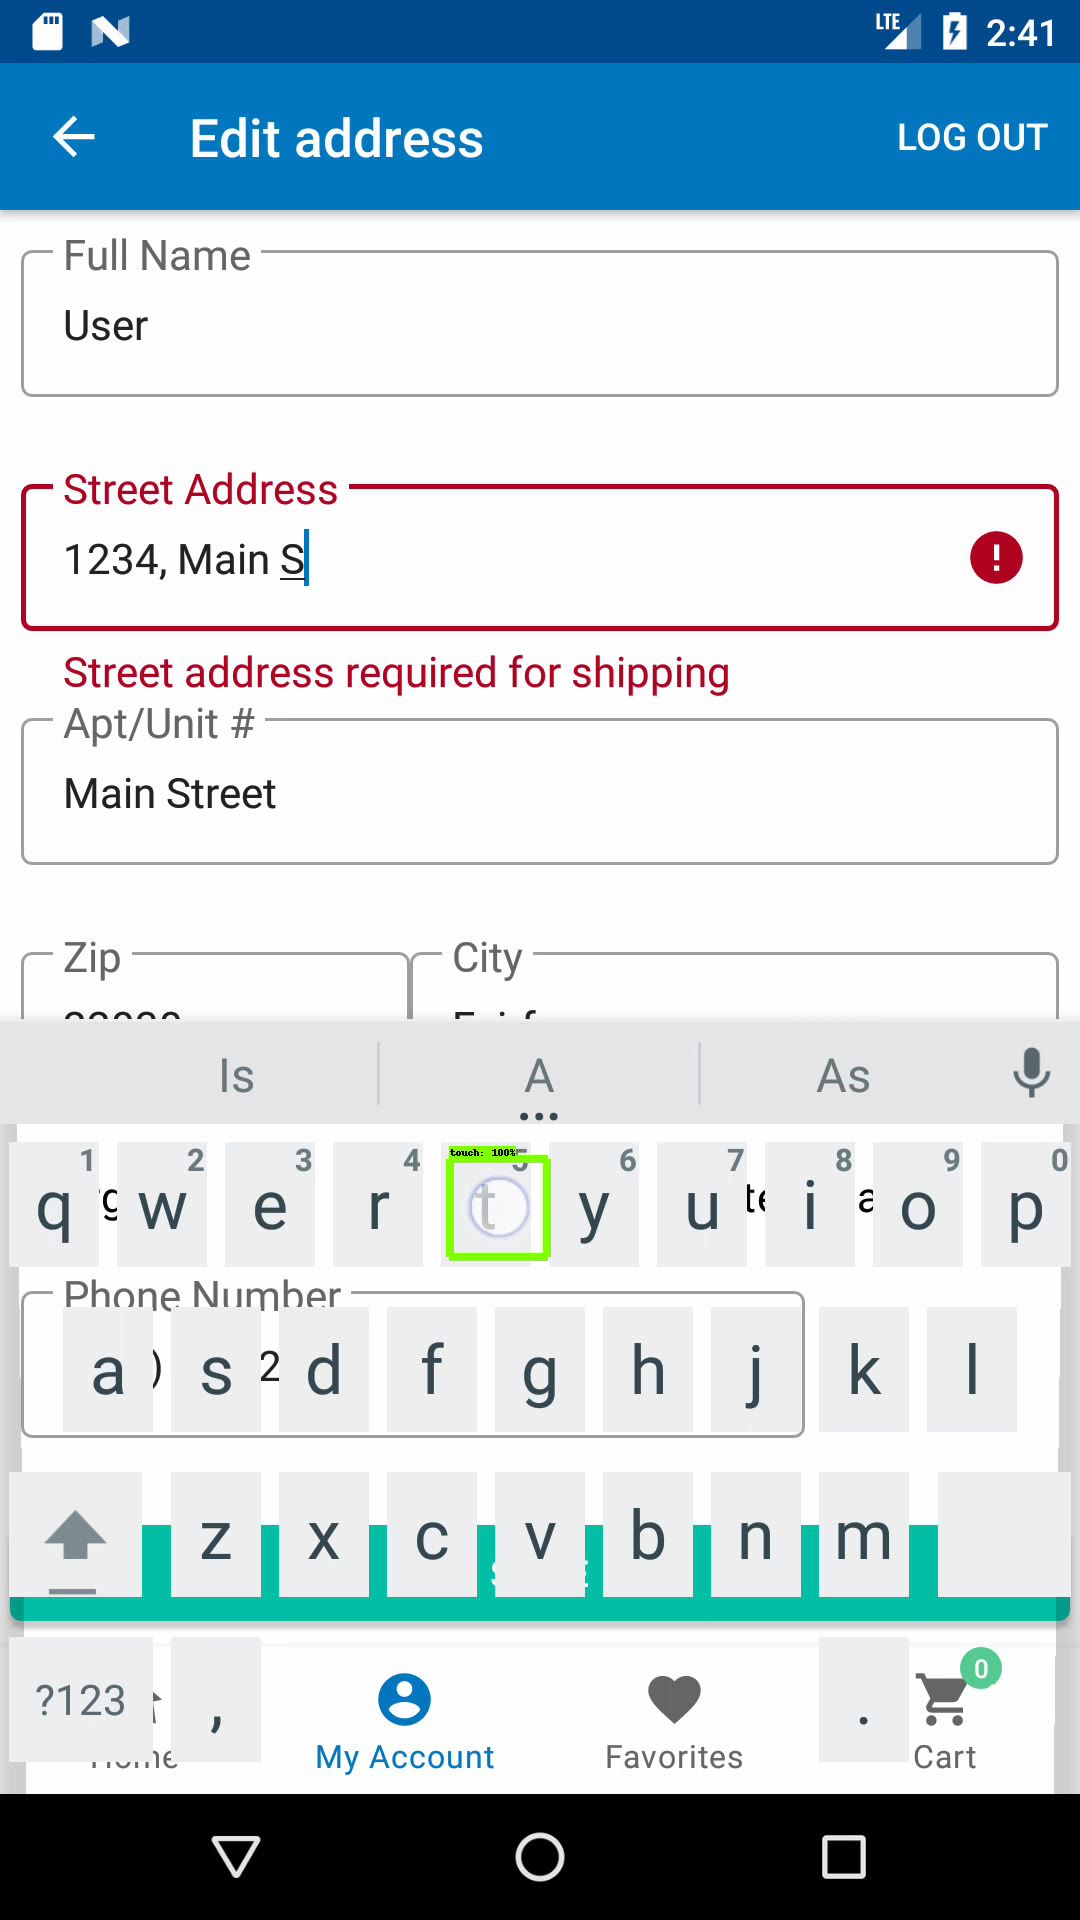 LTE 2:41
Edit address LOG OUT
Full Name
User
Street Address
1234, Main S
!
Street address required for shipping
Apt/Unit #
Main Street
Zip City
Is A As
touch: 100%
1 2 3 4 5 6 7 8 9 0
q w e r t y u i o p
Phone Number
a s d f g h j k l
z x c v b n m
?123 , . 0
Home My Account Favorites Cart